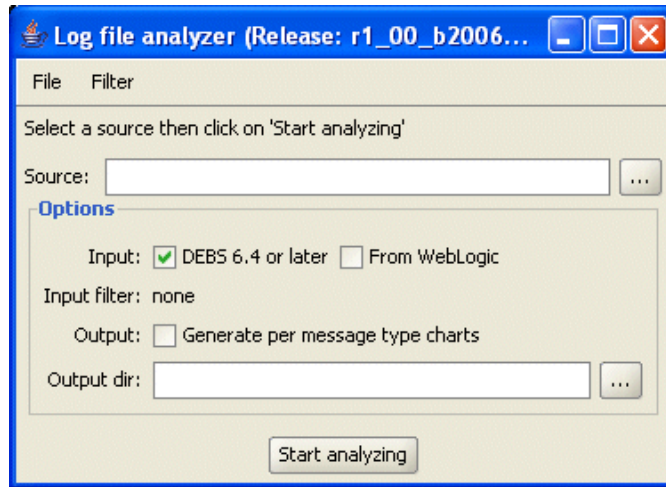 Log file analyzer (Release: r1_00_b2006...
File Filter
Select a source then click on 'Start analyzing'
Source: ...
Options
Input: DEBS 6.4 or later From WebLogic
Input filter: none
Output: Generate per message type charts
Output dir: ...
Start analyzing